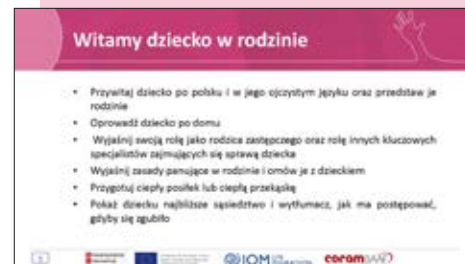 Witamy dziecko w rodzinie
• Przywitaj dziecko po polsku i w jego ojczystym języku oraz przedstaw je
rodzinie
• Oprowadź dziecko po domu
• Wyjaśnij swoją rolę jako rodzica zastępczego oraz rolę innych kluczowych
specjalistów zajmujących się sprawą dziecka
• Wyjaśnij zasady panujące w rodzinie i omów je z dzieckiem
• Przygotuj ciepły posiłek lub ciepłą przekąskę
• Pokaż dziecku najbliższe sąsiedztwo i wytłumacz, jak ma postępować,
gdyby się zgubiło
IOM UN MIGRATION coram BAAF